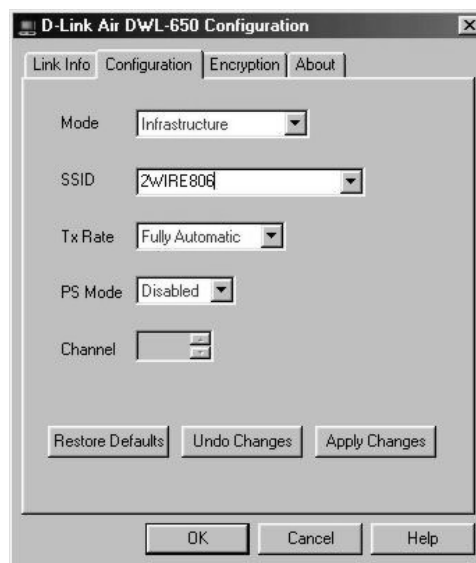 D-Link Air DWL-650 Configuration
Link Info Configuration Encryption About
Mode Infrastructure
SSID 2WIRE806
Tx Rate Fully Automatic
PS Mode Disabled
Channel
Restore Defaults Undo Changes Apply Changes
OK Cancel Help